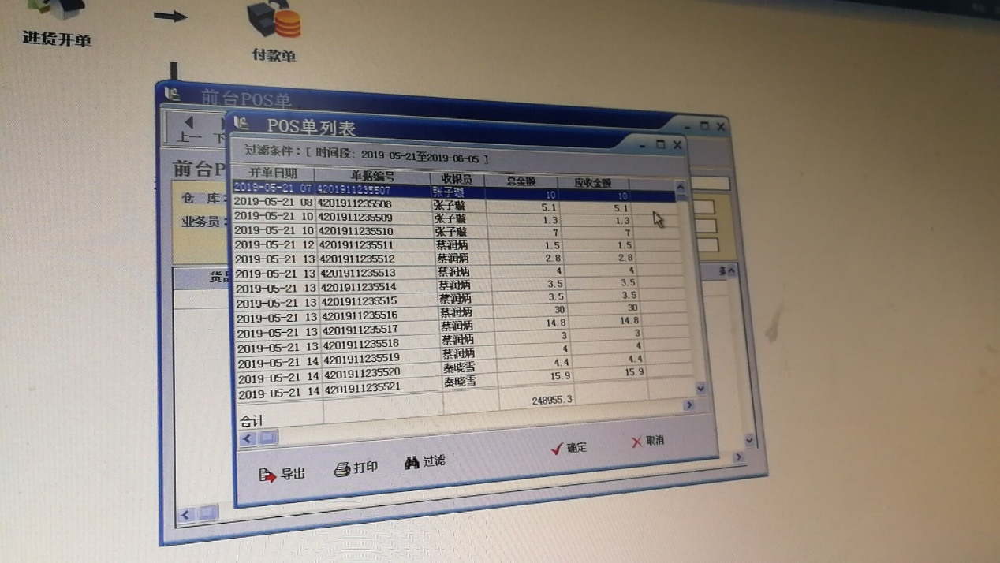 进货开单
付款单
前台POS单
POS单列表
上一 下
过滤条件：[ 时间段: 2019-05-21至2019-06-05 ]
前台P
开单日期 单据编号 收银员 总金额 应收金额
2019-05-21 07 4201911235507 张子璇 10 10
仓 库：
2019-05-21 08 4201911235508 张子璇 5.1 5.1
2019-05-21 10 4201911235509 张子璇 1.3 1.3
业务员：
2019-05-21 10 4201911235510 张子璇 7 7
2019-05-21 12 4201911235511 蔡润炳 1.5 1.5
2019-05-21 13 4201911235512 蔡润炳 2.8 2.8
2019-05-21 13 4201911235513 蔡润炳 4 4
货品
2019-05-21 13 4201911235514 蔡润炳 3.5 3.5
2019-05-21 13 4201911235515 蔡润炳 3.5 3.5
2019-05-21 13 4201911235516 蔡润炳 30 30
2019-05-21 13 4201911235517 蔡润炳 14.8 14.8
2019-05-21 13 4201911235518 蔡润炳 3 3
2019-05-21 14 4201911235519 蔡润炳 4 4
2019-05-21 14 4201911235520 秦晓雪 4.4 4.4
2019-05-21 14 4201911235521 秦晓雪 15.9 15.9
合计 248955.3
导出 打印 过滤 确定 取消